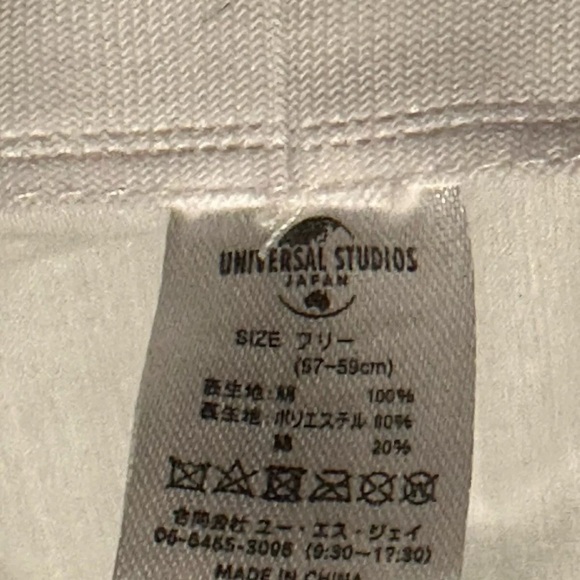 UNIVERSAL STUDIOS
JAPAN
SIZE フリー
(57-59cm)
表生地:綿 100%
裏生地:ポリエステル 80%
綿 20%
合同会社 ユー・エス・ジェイ
06-6465-3006 (9:30-17:30)
MADE IN CHINA